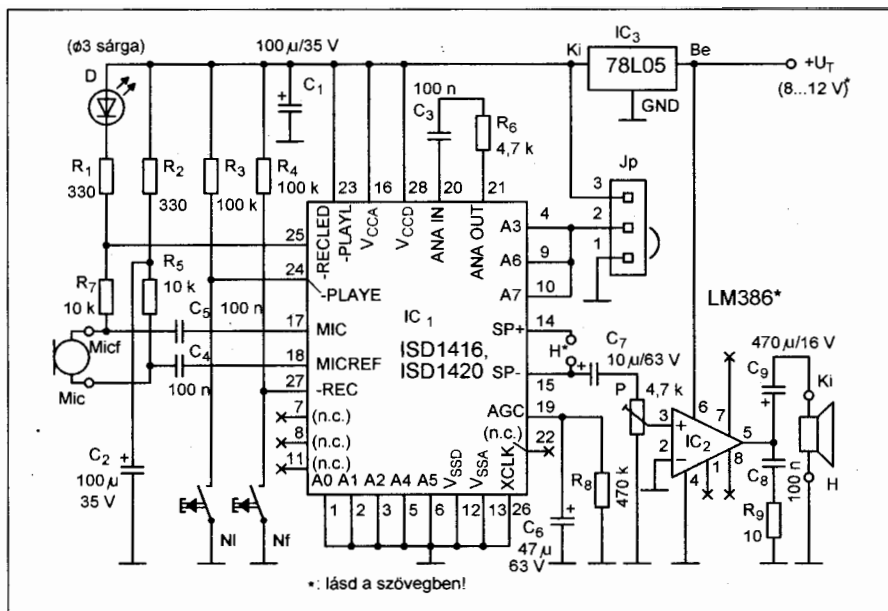 (ø3 sárga)
D
100 µ/35 V
C1
100 n
C3
R6
4,7 k
Ki
IC3
78L05
Be
GND
+UT
(8...12 V)*
R1
330
R2
330
R3
100 k
R4
100 k
23
16
28
20
21
-RECLED
-PLAYL
VCCA
VCCD
ANA IN
ANA OUT
Jp
3
2
1
A3
4
A6
9
A7
10
25
24
-PLAYE
R7
10 k
R5
10 k
C5
100 n
17
MIC
IC1
ISD1416,
ISD1420
SP+
14
H*
SP-
15
C7
10 µ/63 V
LM386*
Micf
Mic
C4
100 n
18
MICREF
27
-REC
7
(n.c.)
8
(n.c.)
11
(n.c.)
AGC
19
(n.c.)
22
XCLK
P
4,7 k
3
+
2
-
IC2
6
7
5
4
1
8
470 µ/16 V
C9
Ki
C8
100 n
H
R9
10
C2
100 µ
35 V
Nl
Nf
A0
A1
A2
A4
A5
VSSD
VSSA
1
2
3
5
6
12
13
26
C6
47 µ
63 V
R8
470 k
*: lásd a szövegben!